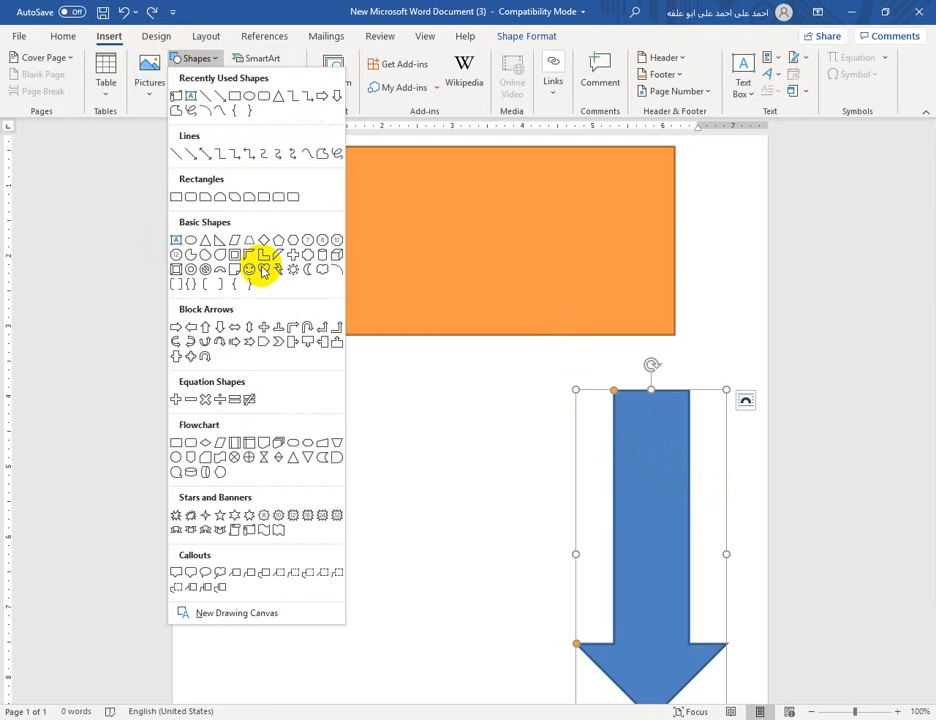 AutoSave Off New Microsoft Word Document (3) - Compatibility Mode احمد على احمد على ابو علفه
File Home Insert Design Layout References Mailings Review View Help Shape Format Share Comments
Cover Page
Blank Page
Page Break
Pages
Table
Tables
Pictures
Shapes
SmartArt
Get Add-ins
My Add-ins
Wikipedia
Add-ins
Online
Video
Media
Links
Comment
Comments
Header
Footer
Page Number
Header & Footer
Text
Box
Text
Equation
Symbol
Symbols
Recently Used Shapes
Lines
Rectangles
Basic Shapes
Block Arrows
Equation Shapes
Flowchart
Stars and Banners
Callouts
New Drawing Canvas
Page 1 of 1 0 words English (United States) Focus 100%